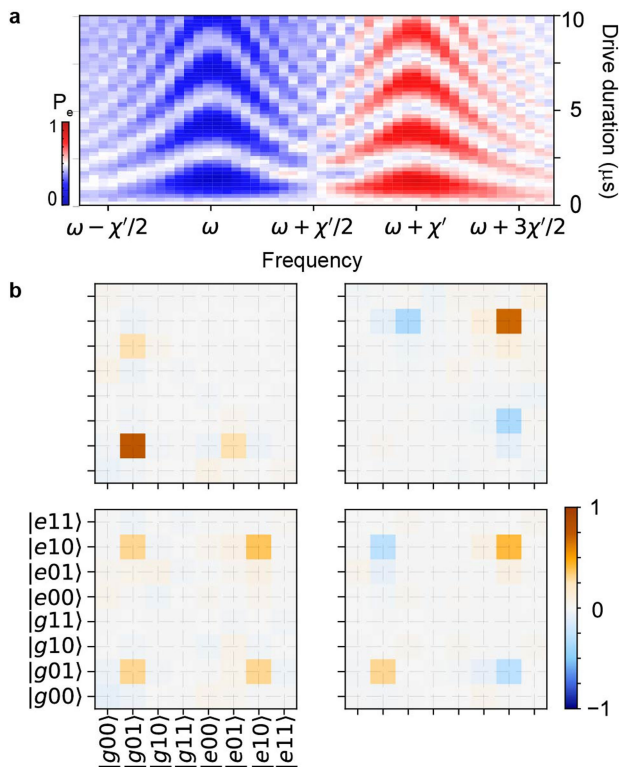 a
P_e
1
0
10
5
0
Drive duration (μs)
ω − χ′/2
ω
ω + χ′/2
ω + χ′
ω + 3χ′/2
Frequency
b
|e11⟩
|e10⟩
|e01⟩
|e00⟩
|g11⟩
|g10⟩
|g01⟩
|g00⟩
|g00⟩
|g01⟩
|g10⟩
|g11⟩
|e00⟩
|e01⟩
|e10⟩
|e11⟩
1
0
−1